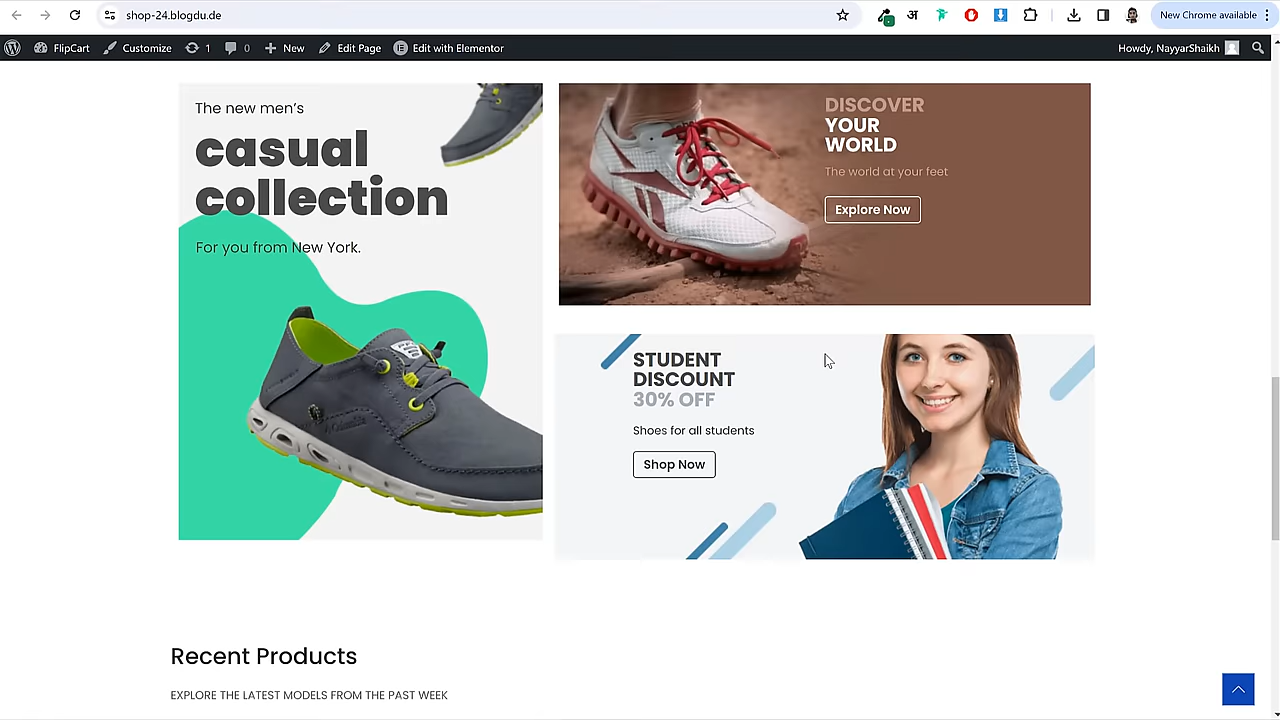 shop-24.blogdu.de
अ
New Chrome available
FlipCart
Customize
1
0
New
Edit Page
Edit with Elementor
Howdy, NayyarShaikh
The new men's
casual
collection
For you from New York.
DISCOVER
YOUR
WORLD
The world at your feet
Explore Now
STUDENT
DISCOUNT
30% OFF
Shoes for all students
Shop Now
Recent Products
EXPLORE THE LATEST MODELS FROM THE PAST WEEK